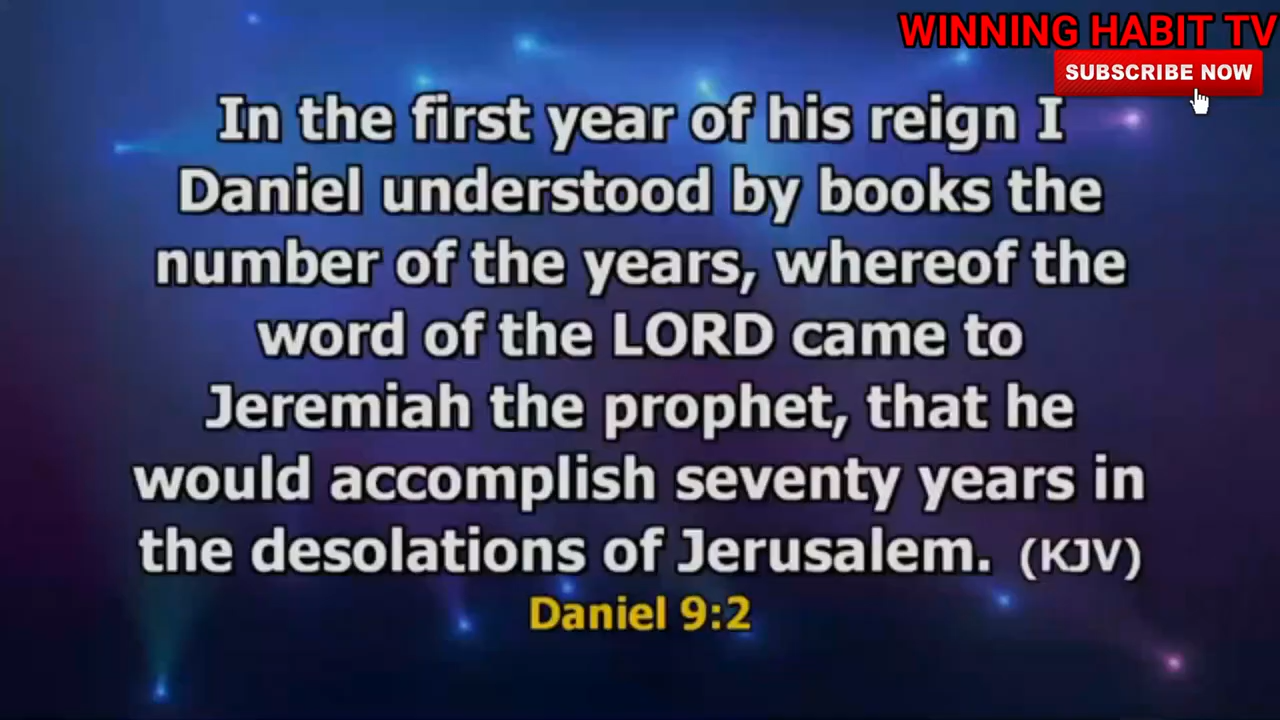 WINNING HABIT TV
SUBSCRIBE NOW
In the first year of his reign I
Daniel understood by books the
number of the years, whereof the
word of the LORD came to
Jeremiah the prophet, that he
would accomplish seventy years in
the desolations of Jerusalem. (KJV)
Daniel 9:2